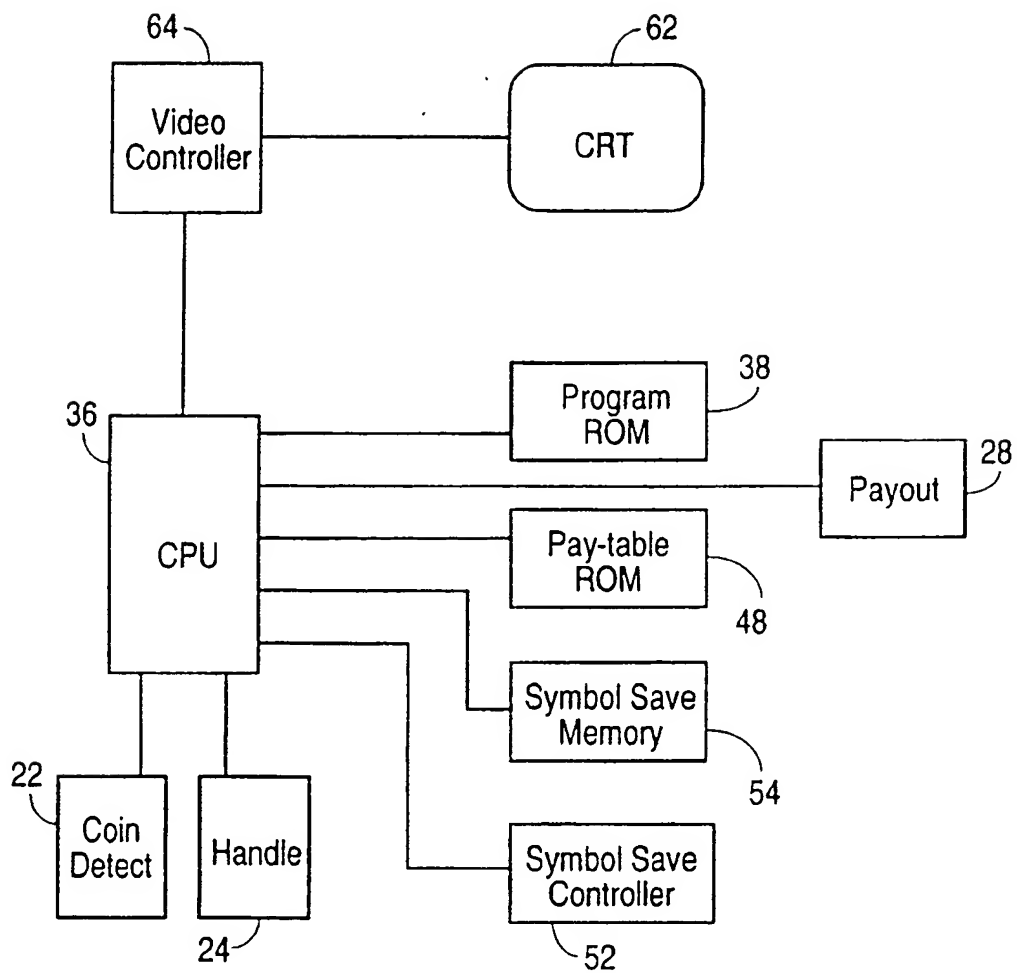 64
62
Video
Controller
CRT
38
36
Program
ROM
28
Payout
CPU
Pay-table
ROM
48
Symbol Save
Memory
54
22
Coin
Detect
Handle
24
Symbol Save
Controller
52